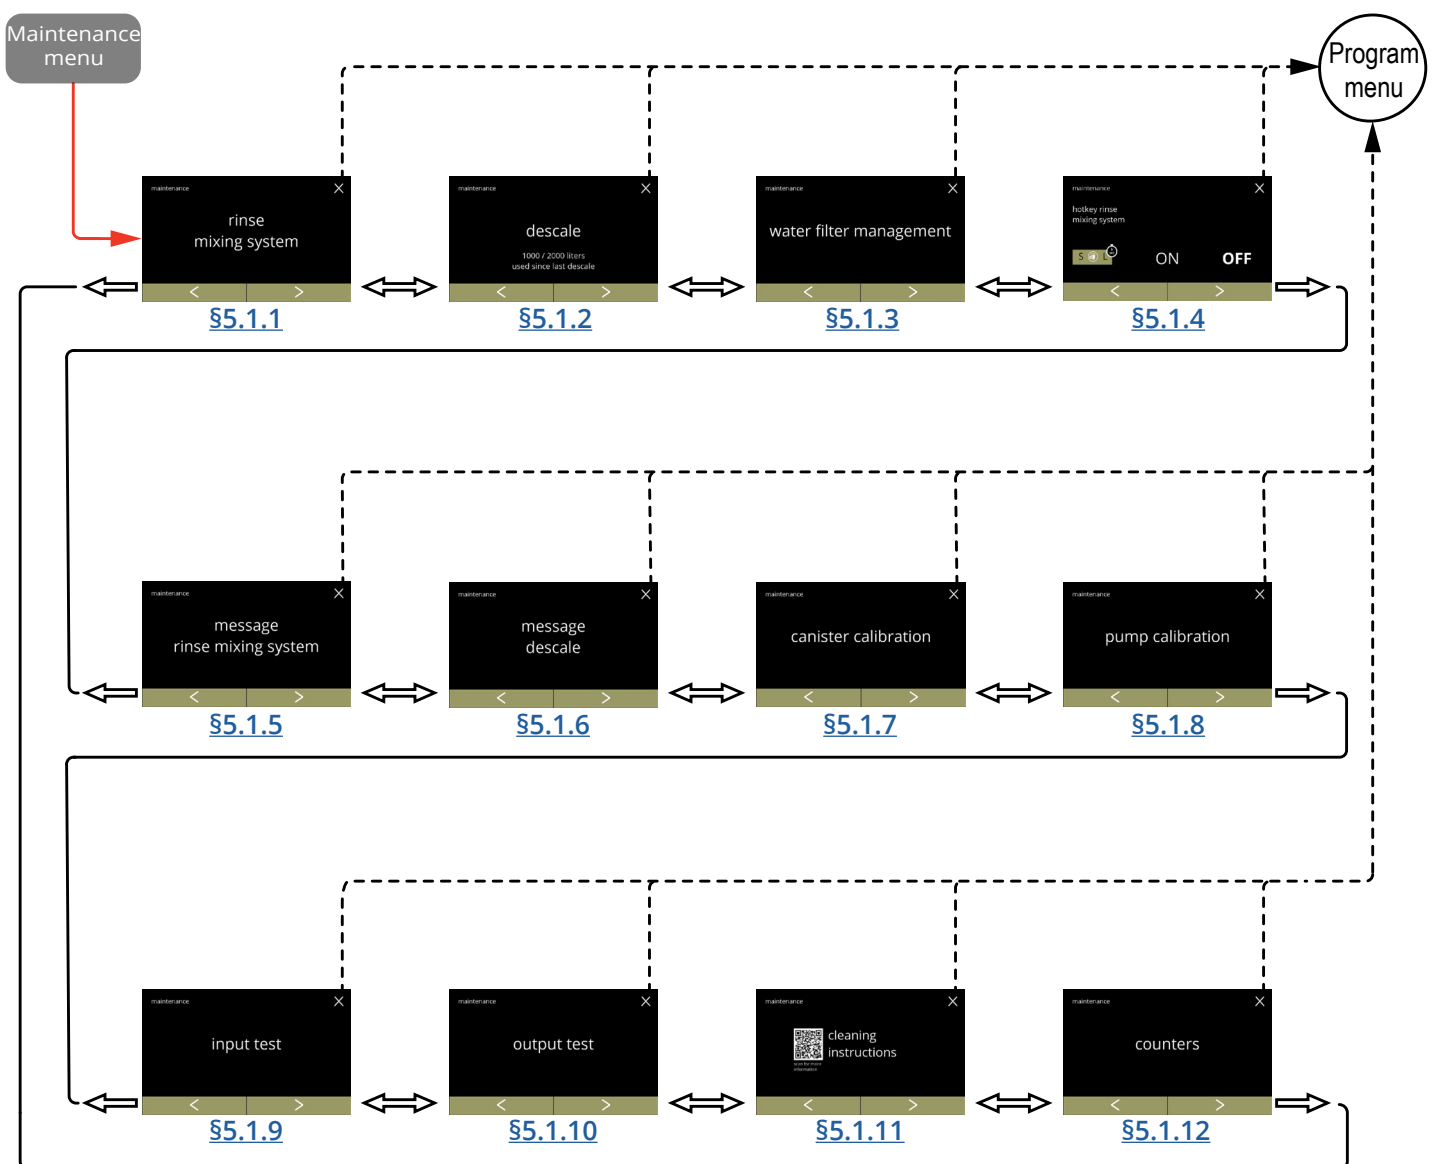 Maintenance
menu
Program
menu
maintenance X
rinse
mixing system
< >
§5.1.1
maintenance X
descale
1000 / 2000 liters
used since last descale
< >
§5.1.2
maintenance X
water filter management
< >
§5.1.3
maintenance X
hotkey rinse
mixing system
S L ON OFF
< >
§5.1.4
maintenance X
message
rinse mixing system
< >
§5.1.5
maintenance X
message
descale
< >
§5.1.6
maintenance X
canister calibration
< >
§5.1.7
maintenance X
pump calibration
< >
§5.1.8
maintenance X
input test
< >
§5.1.9
maintenance X
output test
< >
§5.1.10
maintenance X
cleaning
instructions
scan for more
information
< >
§5.1.11
maintenance X
counters
< >
§5.1.12